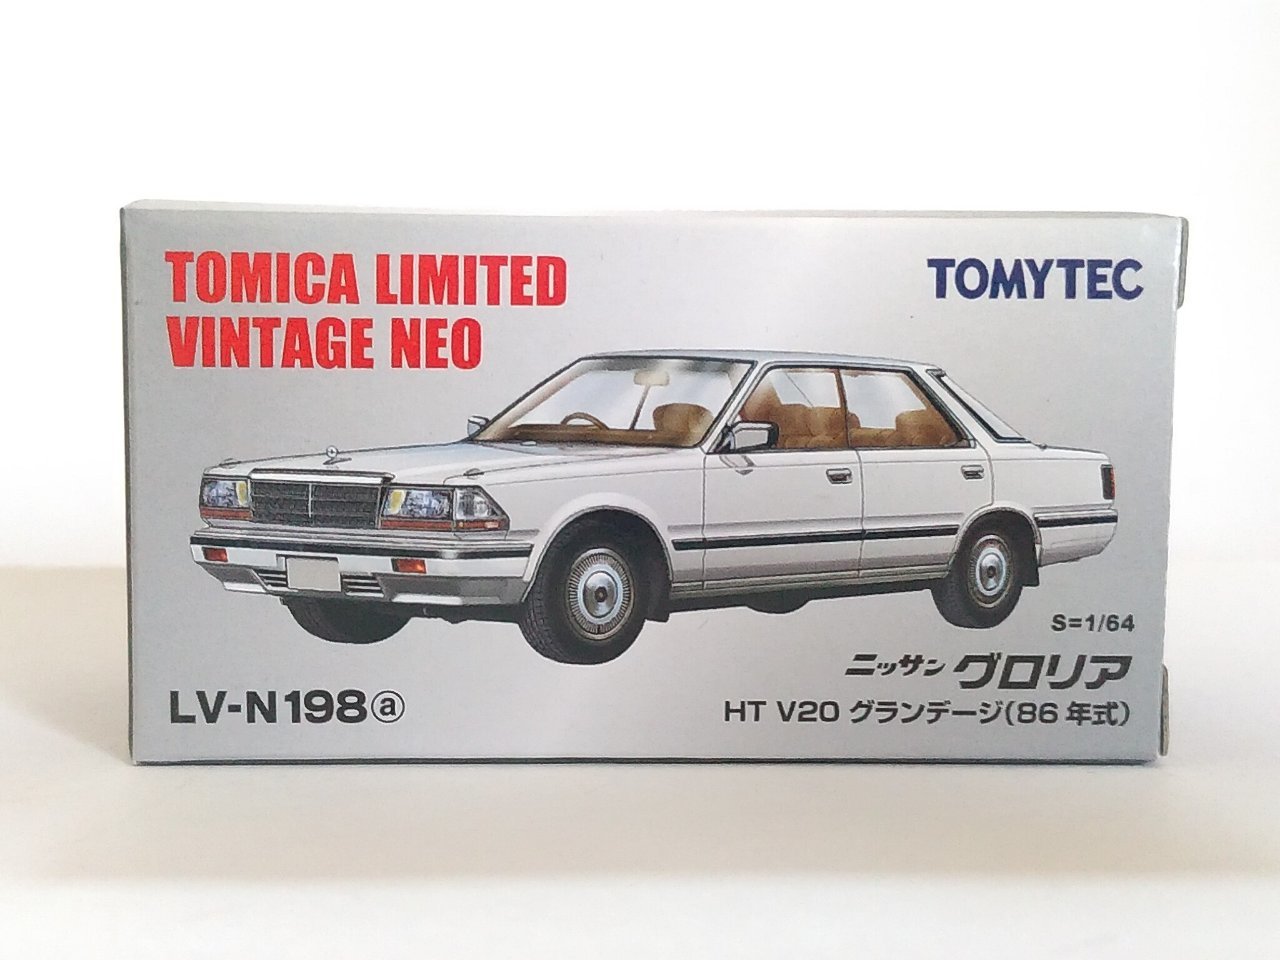 TOMICA LIMITED
VINTAGE NEO
TOMYTEC
S=1/64
ニッサン グロリア
LV-N198ⓐ
HT V20 グランデージ(86 年式)